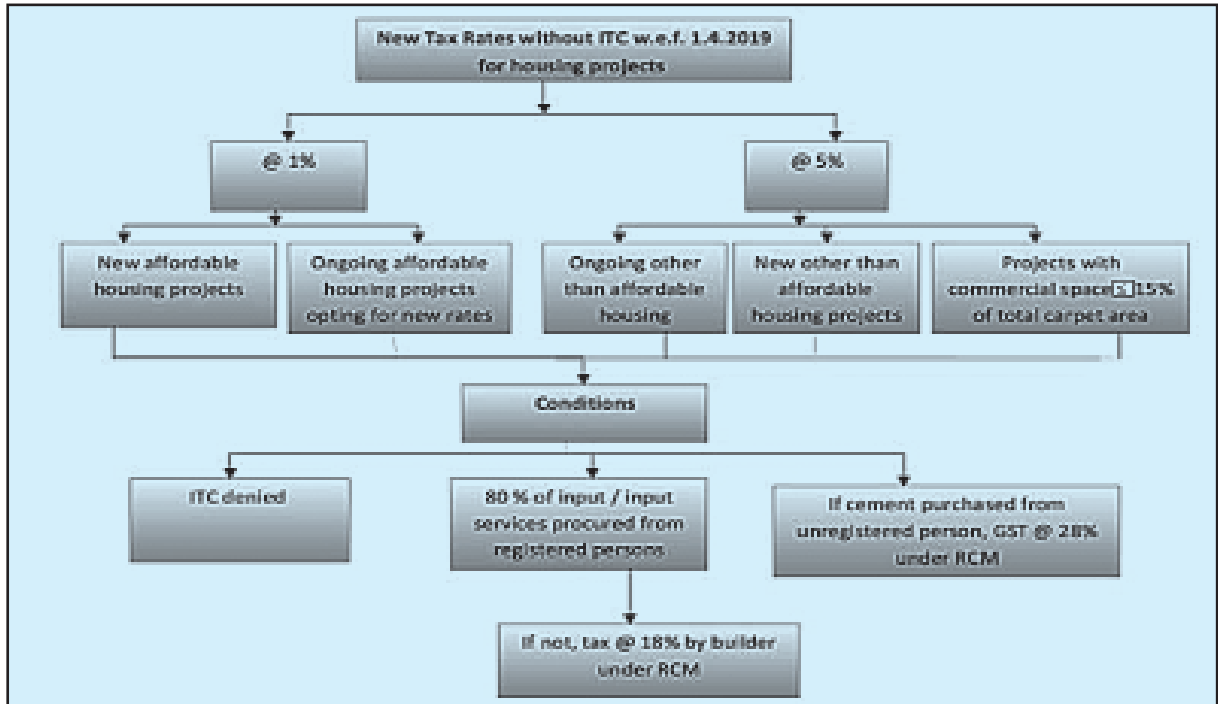 New Tax Rates without ITC w.e.f. 1.4.2019
for housing projects
@ 1%
@ 5%
New affordable
housing projects
Ongoing affordable
housing projects
opting for new rates
Ongoing other
than affordable
housing
New other than
affordable
housing projects
Projects with
commercial space ≤ 15%
of total carpet area
Conditions
ITC denied
80 % of input / input
services procured from
registered persons
If cement purchased from
unregistered person, GST @ 28%
under RCM
If not, tax @ 18% by builder
under RCM